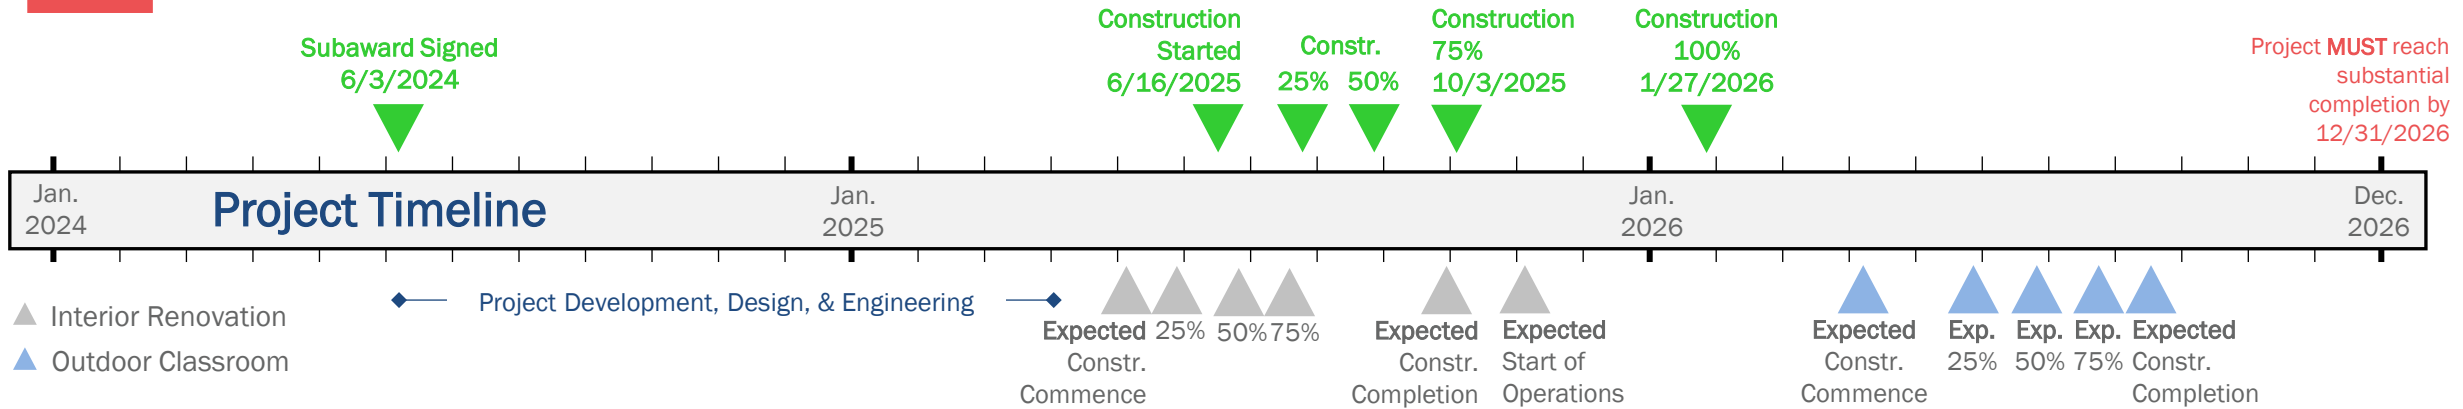 Subaward Signed
6/3/2024
Construction
Started
6/16/2025
Constr.
25% 50%
Construction
75%
10/3/2025
Construction
100%
1/27/2026
Project MUST reach
substantial
completion by
12/31/2026
Jan.
2024
Project Timeline
Jan.
2025
Jan.
2026
Dec.
2026
Interior Renovation
Outdoor Classroom
Project Development, Design, & Engineering
Expected
Constr.
Commence
25%
50%
75%
Expected
Constr.
Completion
Expected
Start of
Operations
Expected
Constr.
Commence
Exp.
25%
Exp.
50%
Exp.
75%
Expected
Constr.
Completion